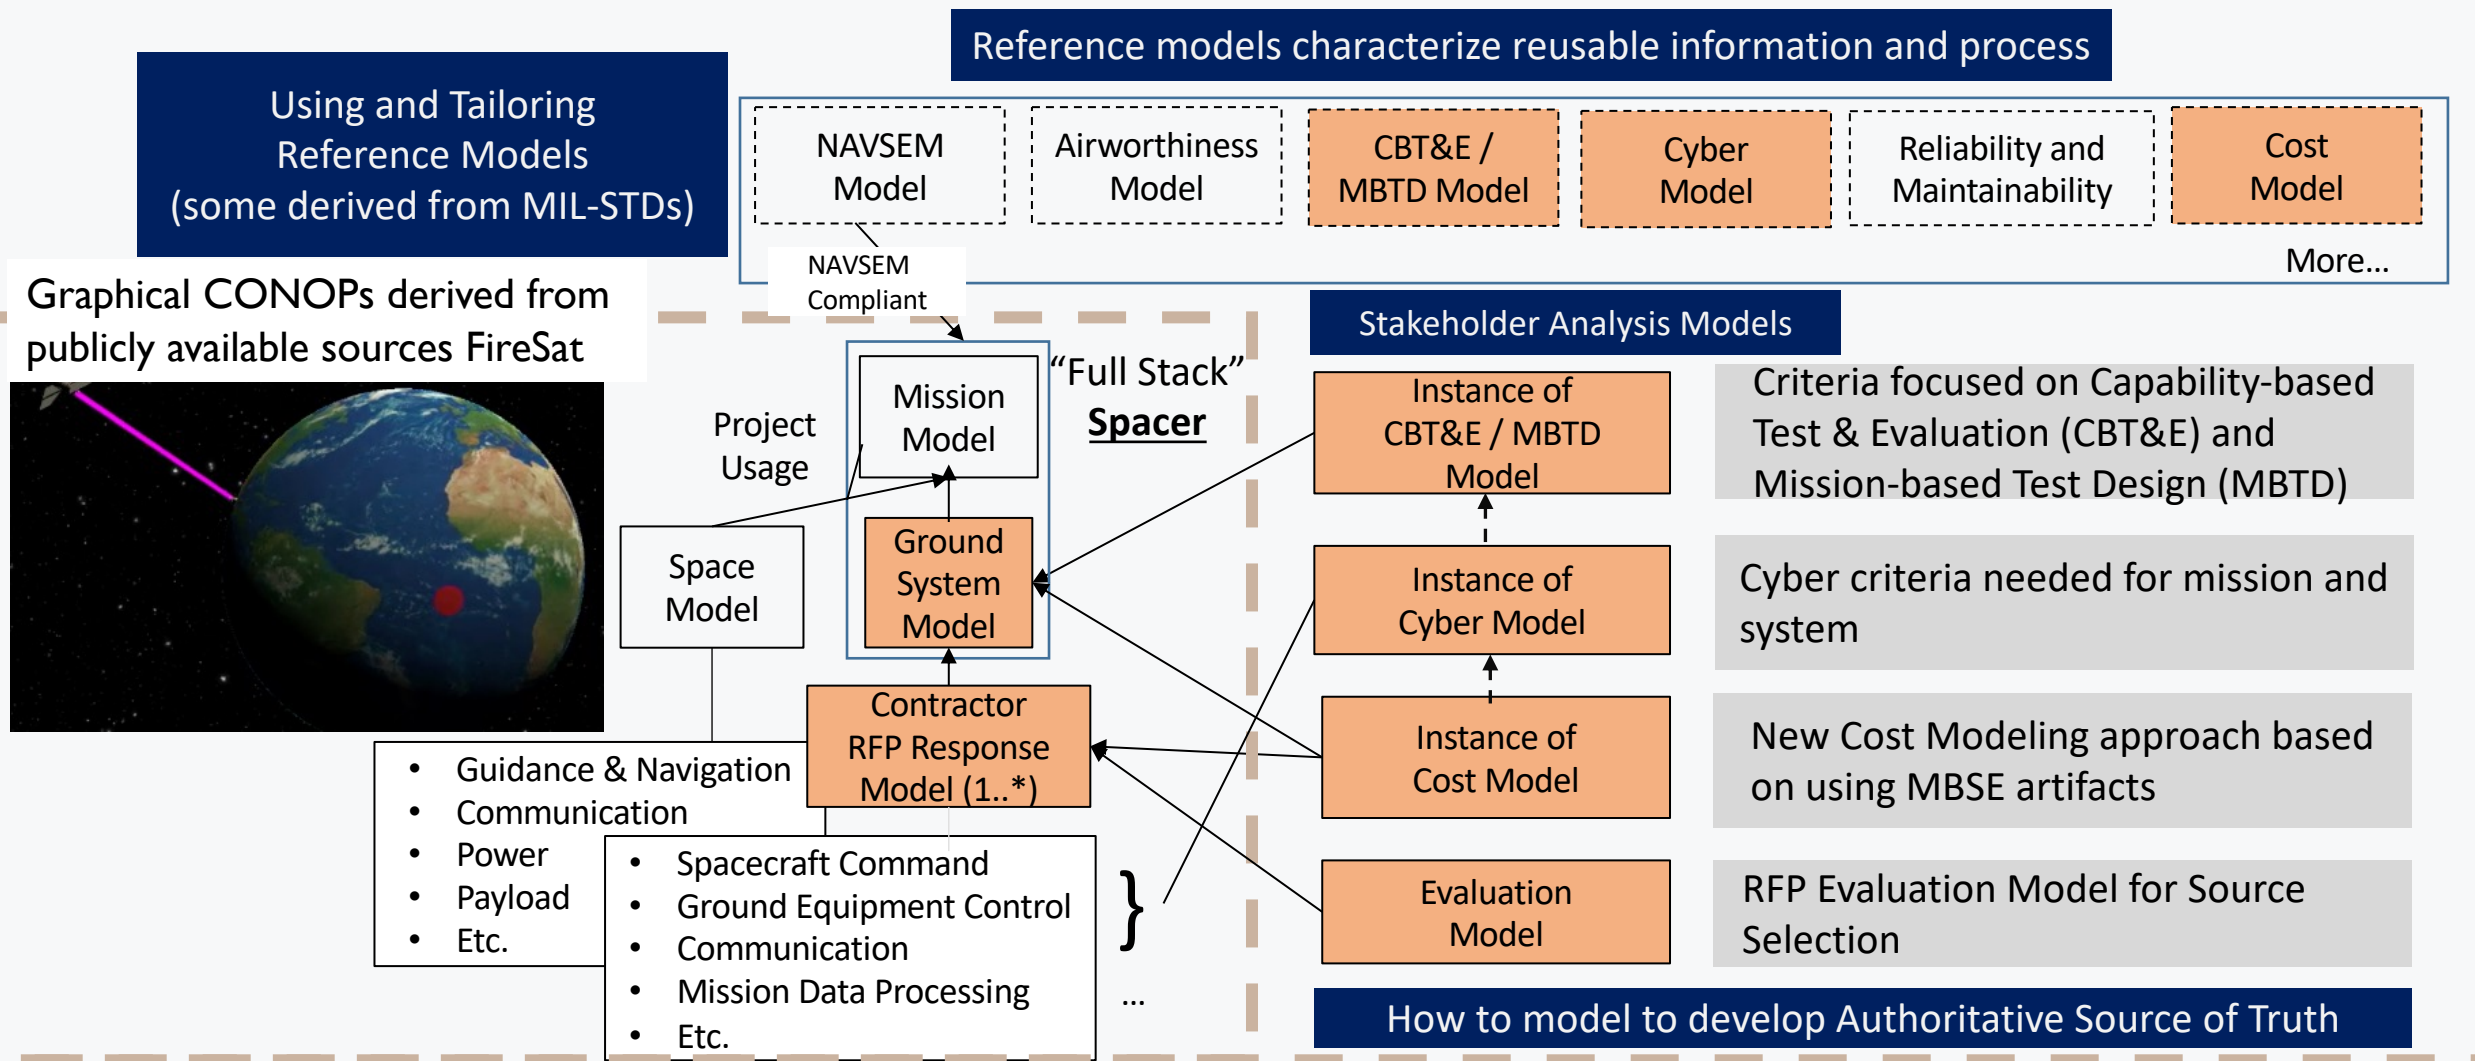 Reference models characterize reusable information and process
Using and Tailoring
Reference Models
(some derived from MIL-STDs)
NAVSEM
Model
Airworthiness
Model
CBT&E /
MBTD Model
Cyber
Model
Reliability and
Maintainability
Cost
Model
More...
NAVSEM
Compliant
Graphical CONOPs derived from
publicly available sources FireSat
"Full Stack"
Spacer
Project
Usage
Mission
Model
Space
Model
Ground
System
Model
Contractor
RFP Response
Model (1..*)
• Guidance & Navigation
• Communication
• Power
• Payload
• Etc.
• Spacecraft Command
• Ground Equipment Control
• Communication
• Mission Data Processing
• Etc.
}
...
Stakeholder Analysis Models
Instance of
CBT&E / MBTD
Model
Criteria focused on Capability-based
Test & Evaluation (CBT&E) and
Mission-based Test Design (MBTD)
Instance of
Cyber Model
Cyber criteria needed for mission and
system
Instance of
Cost Model
New Cost Modeling approach based
on using MBSE artifacts
Evaluation
Model
RFP Evaluation Model for Source
Selection
How to model to develop Authoritative Source of Truth